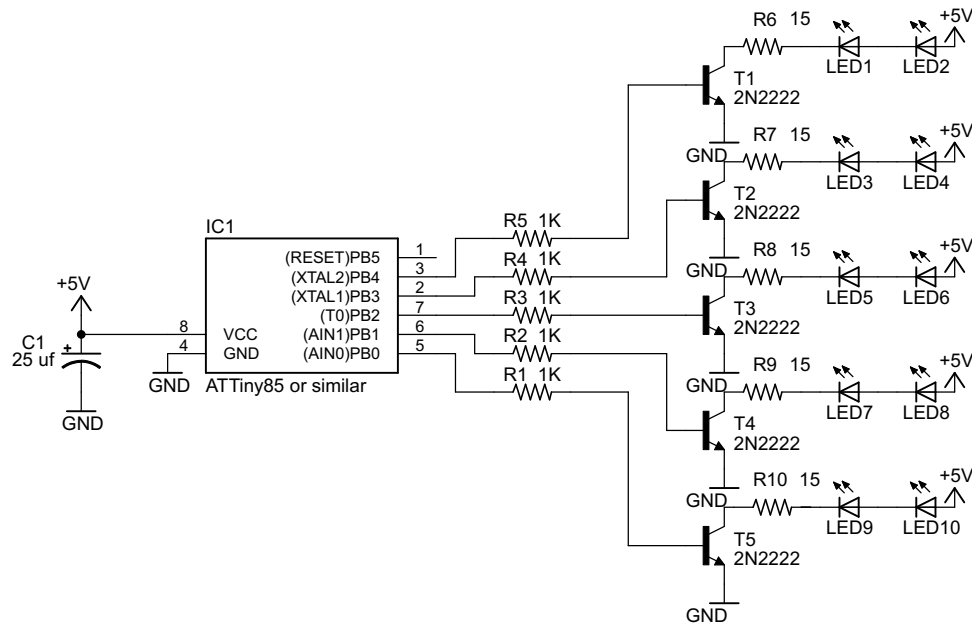 R6 15
+5V
LED1 LED2
T1
2N2222
GND
R7 15
+5V
LED3 LED4
T2
2N2222
GND
R8 15
+5V
LED5 LED6
T3
2N2222
GND
R9 15
+5V
LED7 LED8
T4
2N2222
GND
R10 15
+5V
LED9 LED10
T5
2N2222
GND
R5 1K
R4 1K
R3 1K
R2 1K
R1 1K
IC1
(RESET)PB5 1
(XTAL2)PB4 3
(XTAL1)PB3 2
(T0)PB2 7
8 VCC (AIN1)PB1 6
4 GND (AIN0)PB0 5
ATTiny85 or similar
GND
+5V
C1
25 uf
+
GND